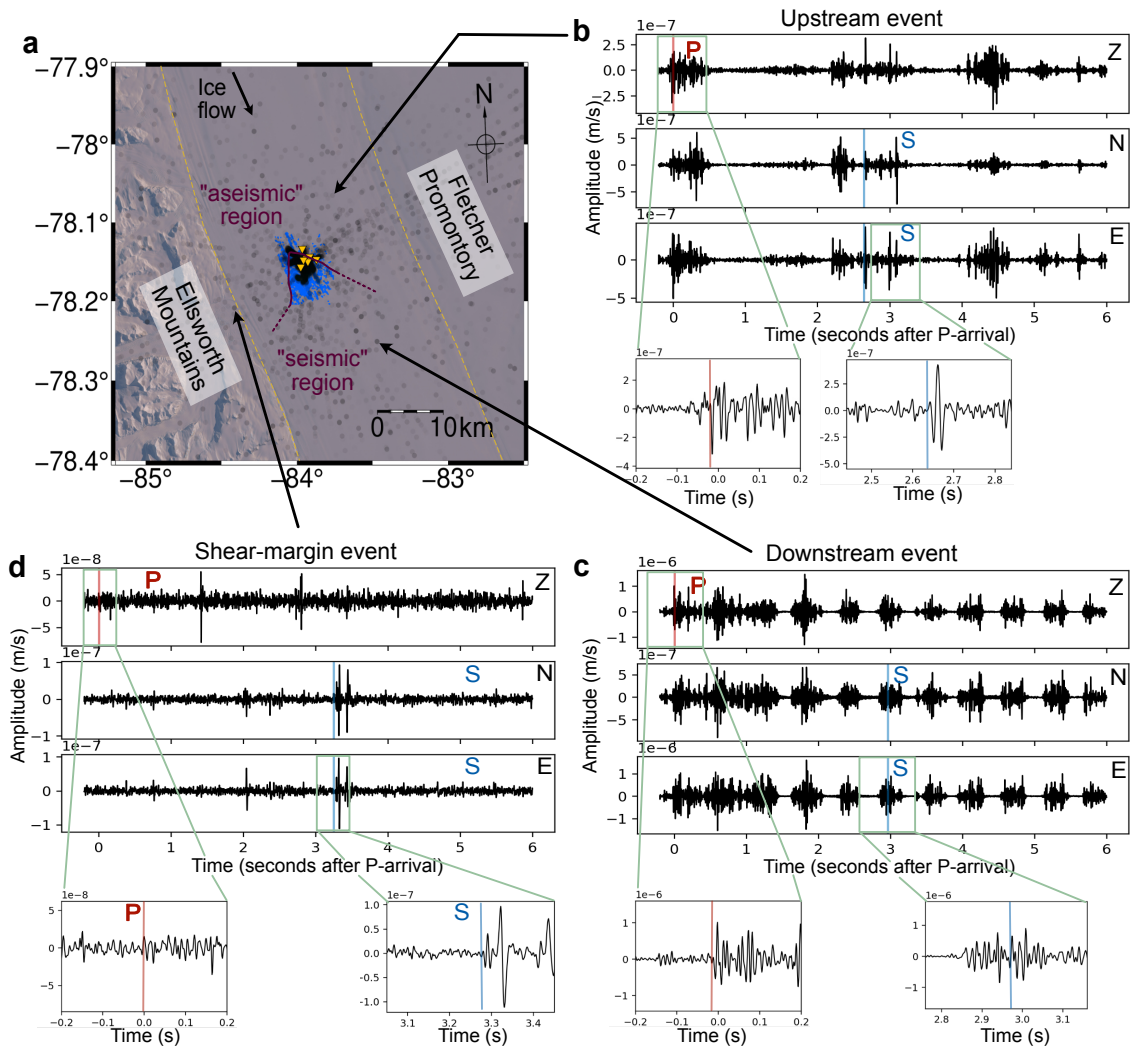 a
−77.9°
−78°
−78.1°
−78.2°
−78.3°
−78.4°
−85°
−84°
−83°
Ice
flow
N
"aseismic"
region
Fletcher
Promontory
Ellsworth
Mountains
"seismic"
region
0 10km
b
Upstream event
1e−7
2.5
0.0
−2.5
P
Z
1e−7
5
0
−5
S
N
1e−7
0
−5
S
E
Amplitude (m/s)
0 1 2 3 4 5 6
Time (seconds after P-arrival)
1e−7
2
0
−2
−4
−0.2 −0.1 0.0 0.1 0.2
Time (s)
1e−7
5.0
2.5
0.0
−2.5
−5.0
2.5 2.6 2.7 2.8
Time (s)
d
Shear-margin event
1e−8
5
0
−5
P
Z
1e−7
1
0
−1
S
N
1e−7
1
0
−1
S
E
Amplitude (m/s)
0 1 2 3 4 5 6
Time (seconds after P-arrival)
1e−8
5
0
−5
P
−0.2 −0.1 0.0 0.1 0.2
Time (s)
1e−7
1.0
0.5
0.0
−0.5
−1.0
S
3.1 3.2 3.3 3.4
Time (s)
c
Downstream event
1e−6
1
0
−1
P
Z
1e−7
5
0
−5
S
N
1e−6
1
0
−1
S
E
Amplitude (m/s)
0 1 2 3 4 5 6
Time (seconds after P-arrival)
1e−6
1
0
−1
−0.2 −0.1 0.0 0.1 0.2
Time (s)
1e−6
1
0
−1
2.8 2.9 3.0 3.1
Time (s)